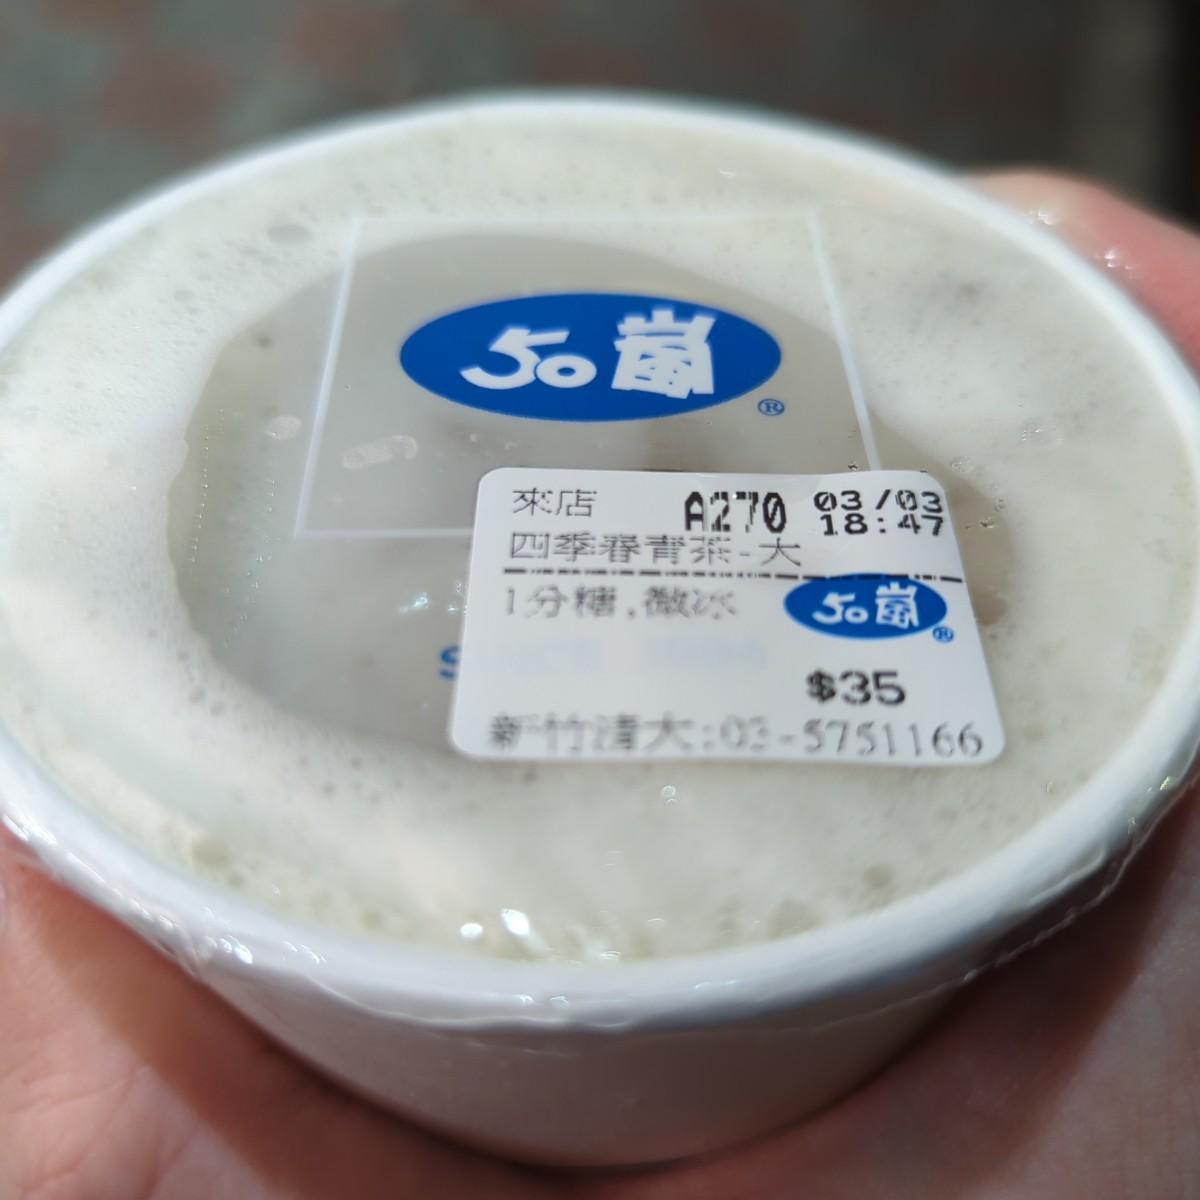 50嵐
®
來店 A270 03/03
18:47
四季春青茶-大
1分糖,微冰
50嵐
®
$35
新竹清大:03-5751166